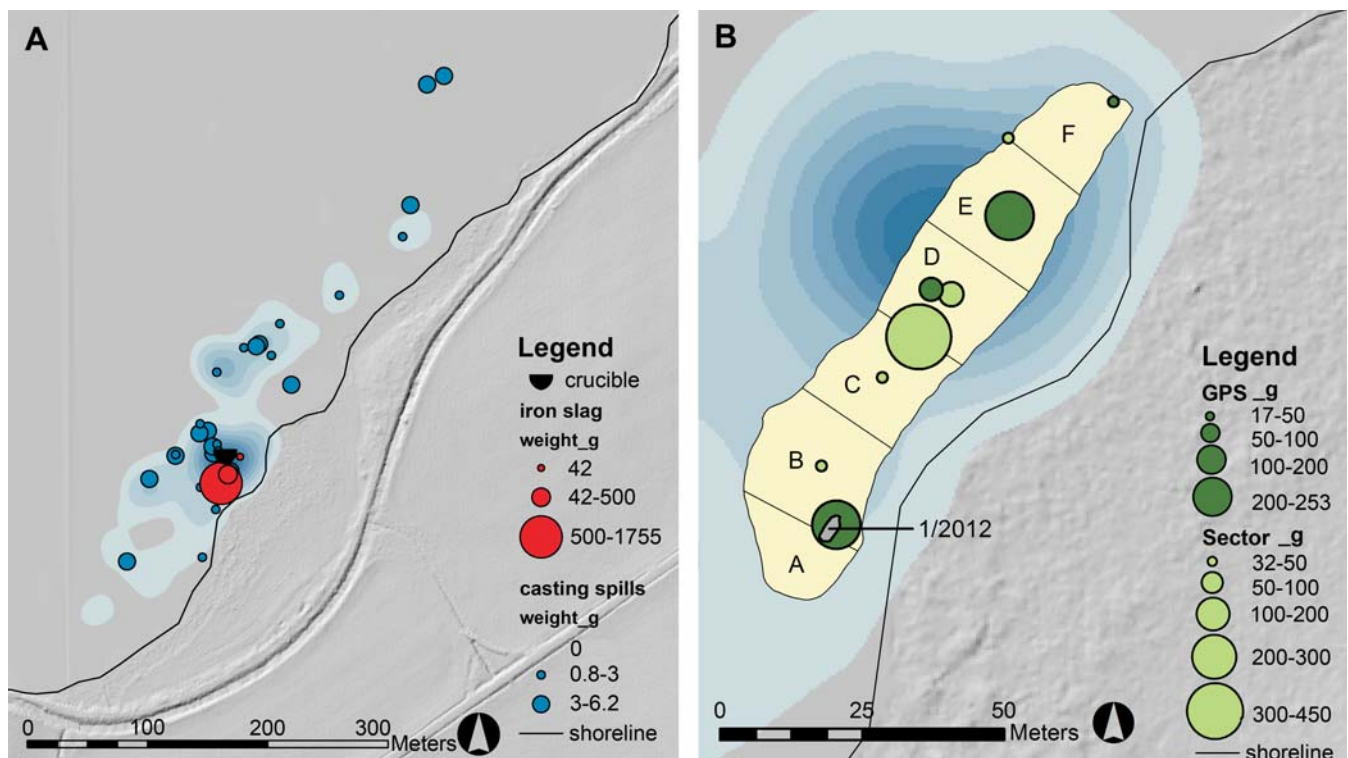 A
Legend
crucible
iron slag
weight_g
42
42-500
500-1755
casting spills
weight_g
0
0.8-3
3-6.2
shoreline
0 100 200 300
Meters
B
F
E
D
C
B
A
1/2012
Legend
GPS _g
17-50
50-100
100-200
200-253
Sector _g
32-50
50-100
100-200
200-300
300-450
shoreline
0 25 50
Meters